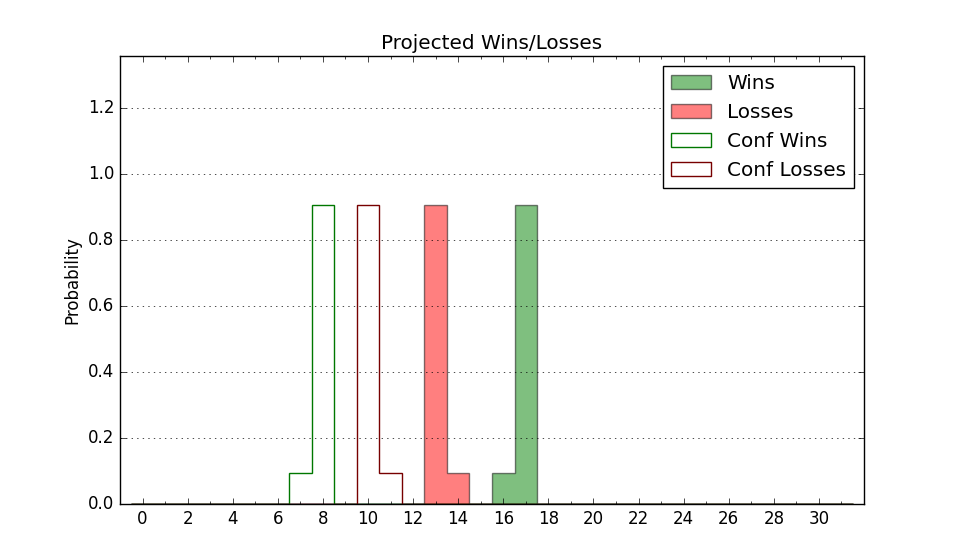 Projected Wins/Losses
Wins
Losses
Conf Wins
Conf Losses
Probability
1.2
1.0
0.8
0.6
0.4
0.2
0.0
0 2 4 6 8 10 12 14 16 18 20 22 24 26 28 30